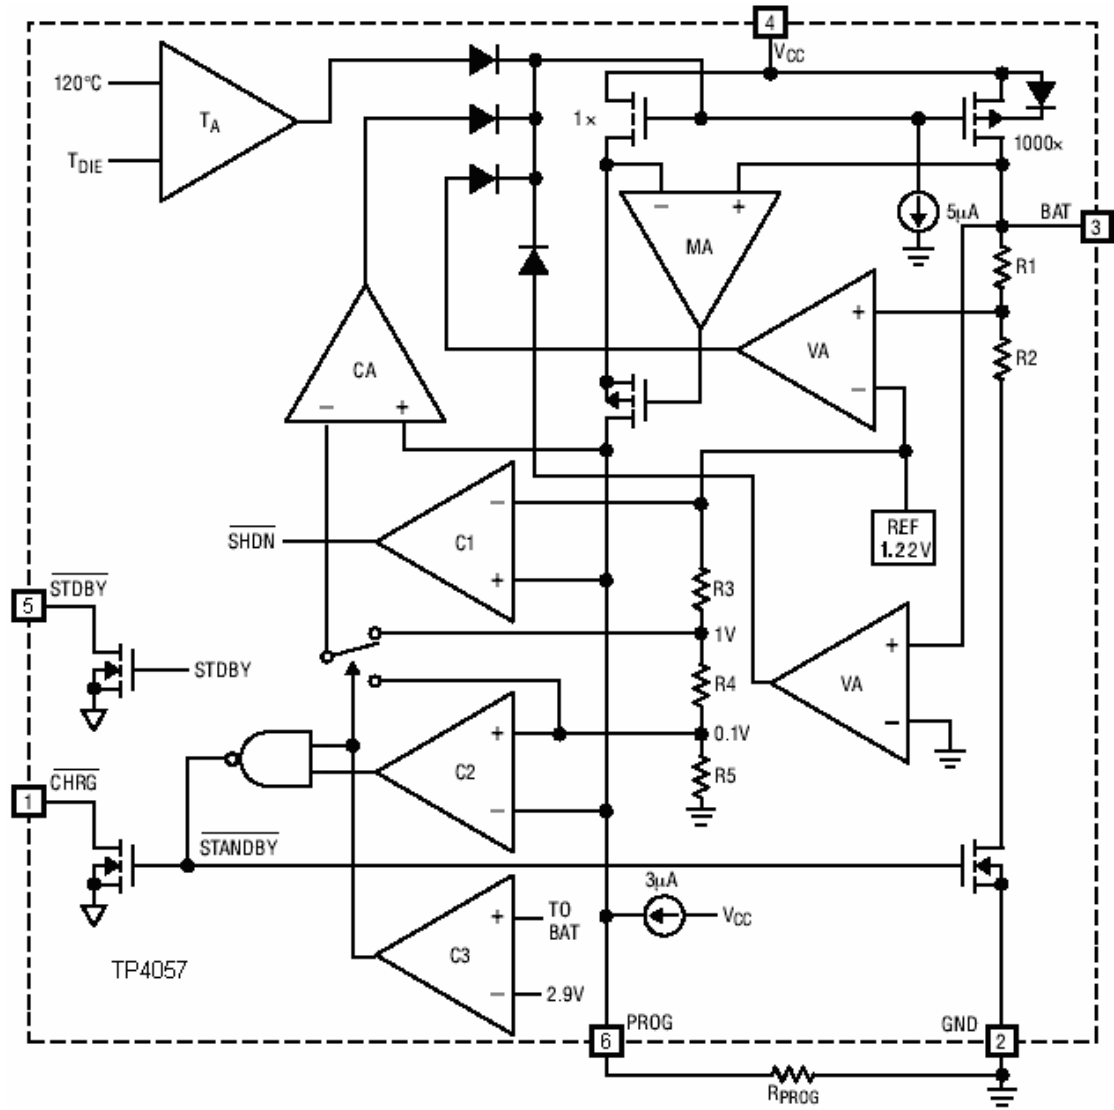 4
VCC
120°C
TA
TDIE
1×
1000×
− +
MA
5µA
BAT
3
R1
+
VA
−
R2
CA
− +
REF
1.22V
−
SHDN
C1
+
R3
STDBY
5
1V
STDBY
R4
+
VA
−
+
0.1V
C2
R5
−
CHRG
1
STANDBY
3µA
+
TO
BAT
VCC
C3
TP4057
−
2.9V
PROG
6
GND
2
RPROG